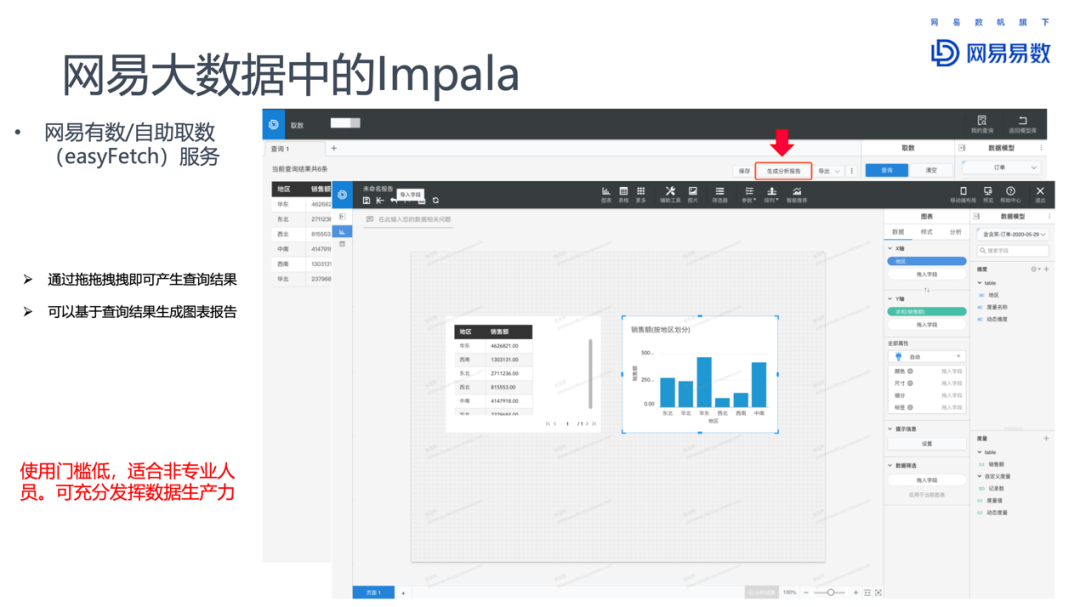 网易数帆旗下
网易易数
网易大数据中的Impala
• 网易有数/自助取数
（easyFetch）服务
➢ 通过拖拖拽拽即可产生查询结果
➢ 可以基于查询结果生成图表报告
使用门槛低，适合非专业人
员。可充分发挥数据生产力
取数
我的查询 返回模型库
查询 1 +
取数 数据模型
当前查询结果共6条
保存 生成分析报告 导出
查询 清空
订单
地区 销售额
华东 4626821
东北 2711236
西北 815553
中南 4147918
西南 1303131
华北 237968
未命名报告
导入字段
图表 表格 更多 辅助工具 图片 筛选器 参数 排列 智能推荐
移动端布局 预览 帮助中心 退出
在此输入您的数据相关问题
地区 销售额
华东 4626821.00
西南 1303131.00
东北 2711236.00
西北 815553.00
中南 4147918.00
1 /1
销售额(按地区划分)
500...
250...
0.00
销售额
东北 华北 华东 西北 西南 中南
地区
图表 数据模型
数据 样式 分析
X轴
地区
拖入字段
Y轴
求和(销售额)
拖入字段
全部属性
自动
颜色 拖入字段
尺寸 拖入字段
细分 拖入字段
标签 拖入字段
提示信息
设置
数据筛选
拖入字段
应用于当前图表
搜索字段
维度
table
地区
度量名称
动态维度
度量
table
销售额
自定义度量
记录数
度量值
动态度量
页面 1 +
100%